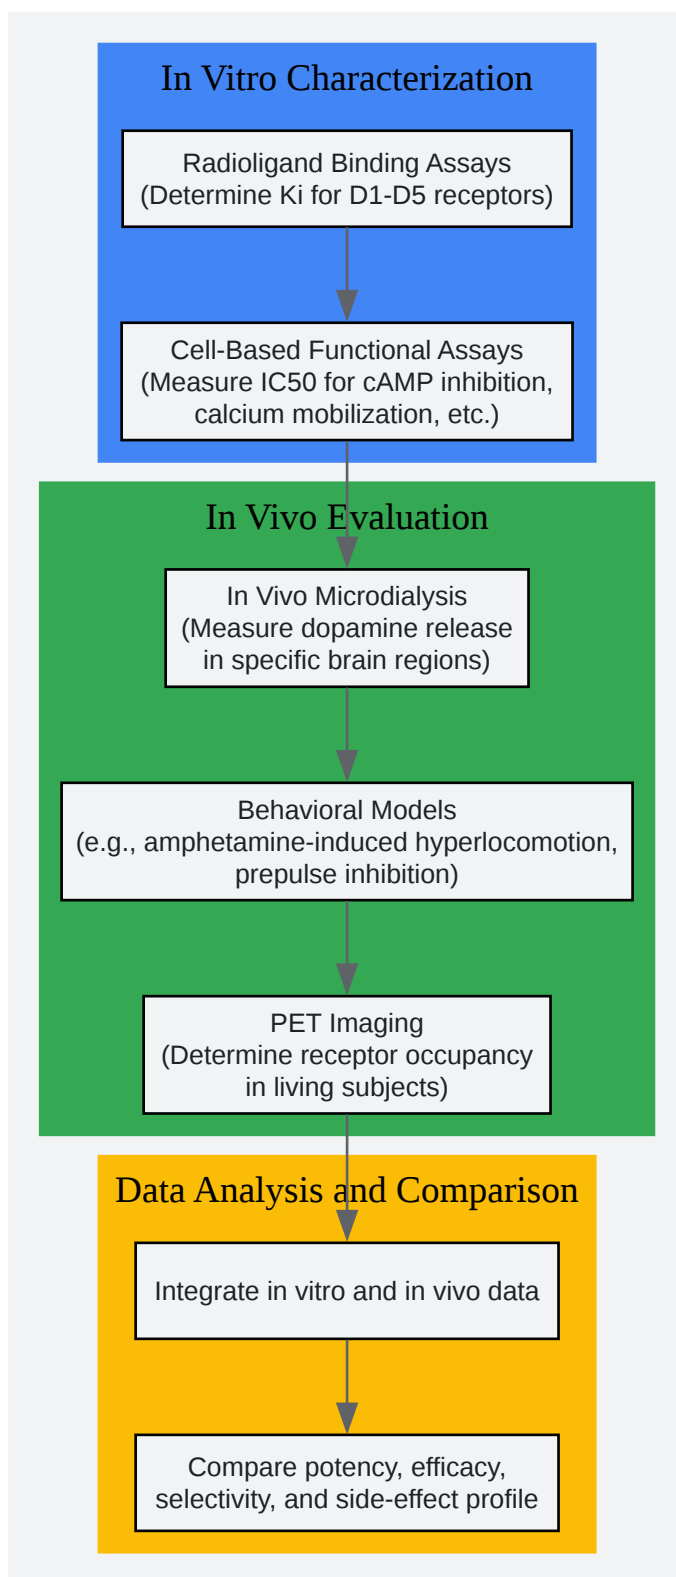 In Vitro Characterization
Radioligand Binding Assays
(Determine Ki for D1-D5 receptors)
Cell-Based Functional Assays
(Measure IC50 for cAMP inhibition,
calcium mobilization, etc.)
In Vivo Evaluation
In Vivo Microdialysis
(Measure dopamine release
in specific brain regions)
Behavioral Models
(e.g., amphetamine-induced hyperlocomotion,
prepulse inhibition)
PET Imaging
(Determine receptor occupancy
in living subjects)
Data Analysis and Comparison
Integrate in vitro and in vivo data
Compare potency, efficacy,
selectivity, and side-effect profile